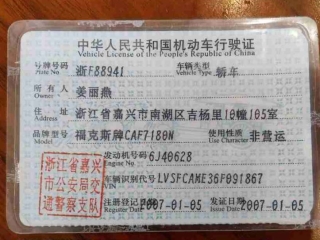 中华人民共和国机动车行驶证
Vehicle License of the People's Republic of China
号牌号码 浙F88941 车辆类型 轿车
Plate No. Vehicle Type
所有人 姜丽燕
Owner
住址 浙江省嘉兴市南湖区吉杨里10幢105室
Address
品牌型号 福克斯牌CAF7180N 使用性质 非营运
Model Use Character
发动机号码 6J40628
Engine No.
车辆识别代号 LVSFCAME36F091867
VIN
注册登记日期 2007-01-05 发证日期 2007-01-05
Register Date Issue Date
浙江省嘉兴
市公安局交
通警察支队